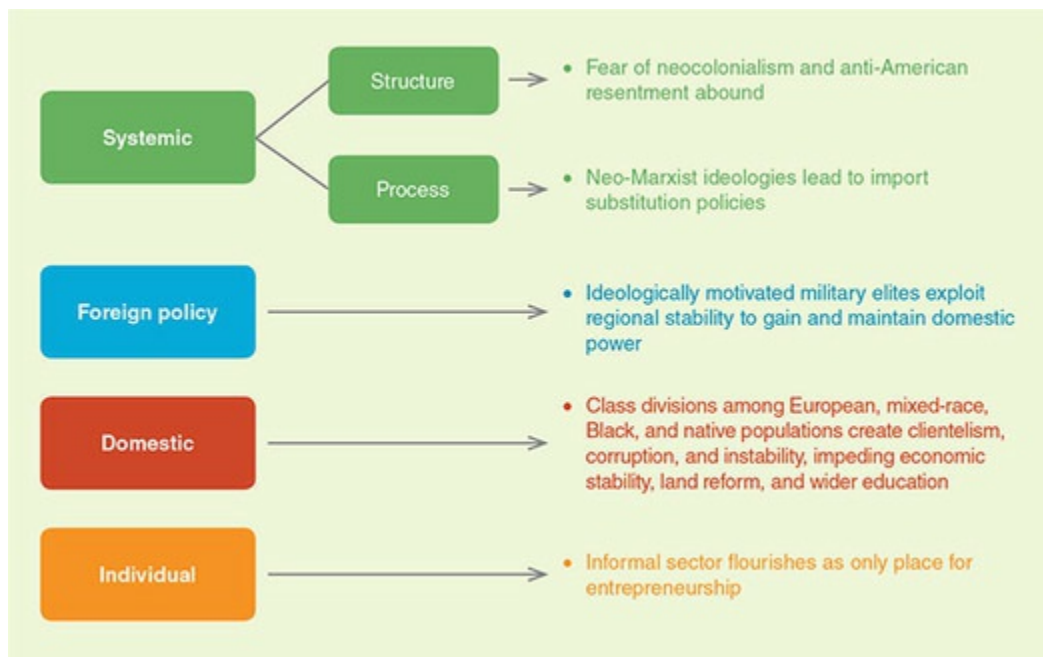 Structure
• Fear of neocolonialism and anti-American
resentment abound
Systemic
Process
• Neo-Marxist ideologies lead to import
substitution policies
Foreign policy
• Ideologically motivated military elites exploit
regional stability to gain and maintain domestic
power
Domestic
• Class divisions among European, mixed-race,
Black, and native populations create clientelism,
corruption, and instability, impeding economic
stability, land reform, and wider education
Individual
• Informal sector flourishes as only place for
entrepreneurship